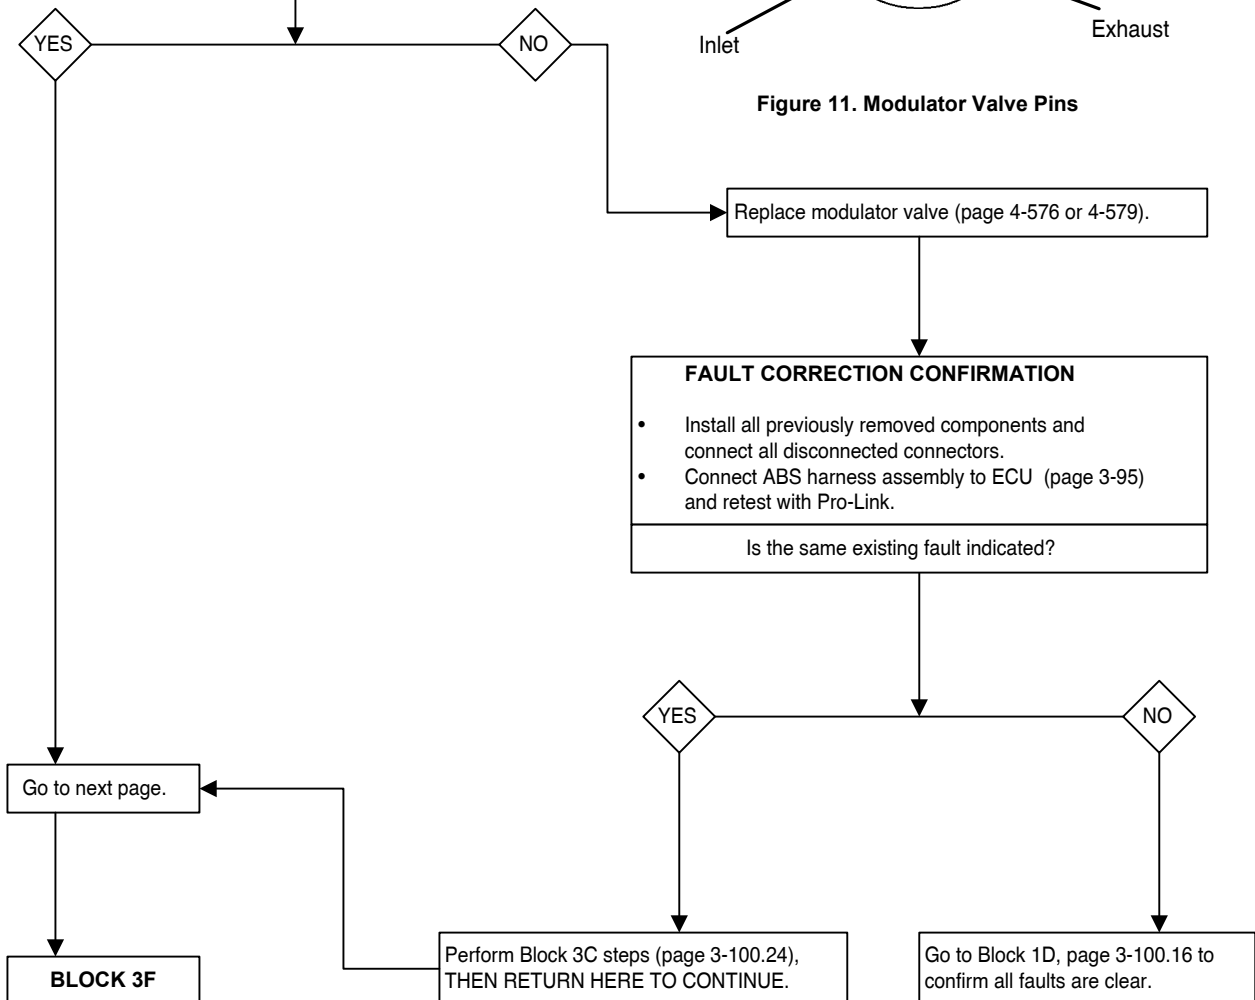 Exhaust
Inlet
YES
NO
Figure 11. Modulator Valve Pins
Replace modulator valve (page 4-576 or 4-579).
FAULT CORRECTION CONFIRMATION
• Install all previously removed components and
connect all disconnected connectors.
• Connect ABS harness assembly to ECU (page 3-95)
and retest with Pro-Link.
Is the same existing fault indicated?
YES
NO
Go to next page.
Perform Block 3C steps (page 3-100.24),
THEN RETURN HERE TO CONTINUE.
Go to Block 1D, page 3-100.16 to
confirm all faults are clear.
BLOCK 3F